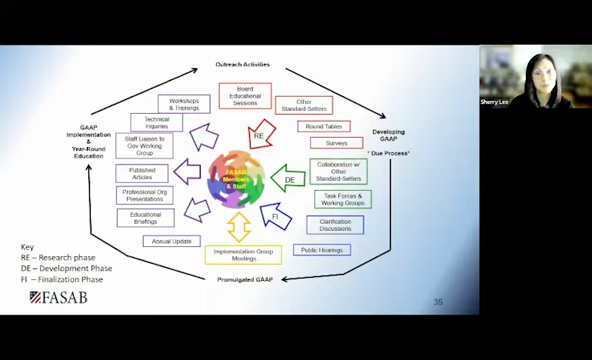 Outreach Activities
Board
Educational
Sessions
Other
Standard-Setters
Workshops
& Trainings
Technical
Inquiries
Round Tables
Surveys
GAAP
Implementation
&
Year-Round
Education
Staff Liaison to
Gov Working
Group
RE
Developing
GAAP
"Due Process"
Published
Articles
FASAB
Members
& Staff
DE
Collaboration w/
Other
Standard-Setters
Professional Org
Presentations
Task Forces &
Working Groups
Educational
Briefings
FI
Clarification
Discussions
Annual Update
Implementation Group
Meetings
Public Hearings
Promulgated GAAP
Key
RE – Research phase
DE – Development Phase
FI – Finalization Phase
FASAB
35
Sherry Lee